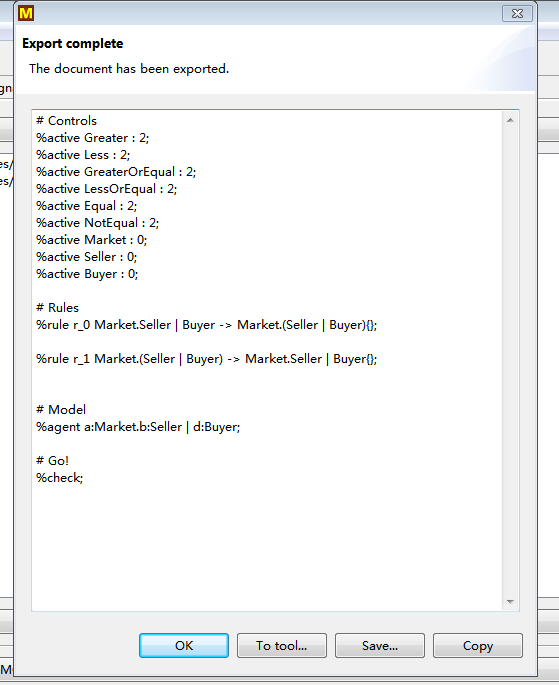 M
Export complete
The document has been exported.
# Controls
%active Greater : 2;
%active Less : 2;
%active GreaterOrEqual : 2;
%active LessOrEqual : 2;
%active Equal : 2;
%active NotEqual : 2;
%active Market : 0;
%active Seller : 0;
%active Buyer : 0;
# Rules
%rule r_0 Market.Seller | Buyer -> Market.(Seller | Buyer){};
%rule r_1 Market.(Seller | Buyer) -> Market.Seller | Buyer{};
# Model
%agent a:Market.b:Seller | d:Buyer;
# Go!
%check;
OK
To tool...
Save...
Copy